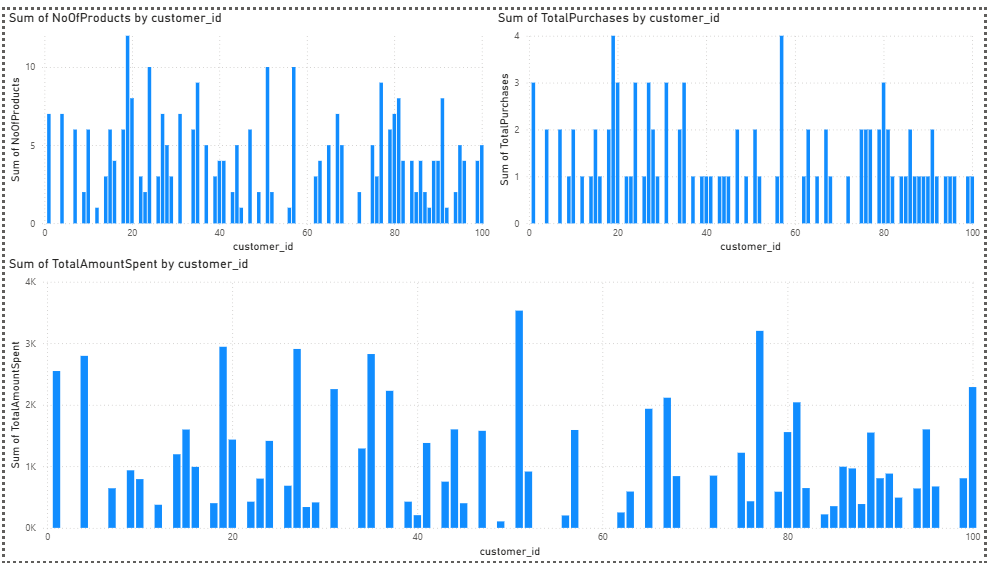 Sum of NoOfProducts by customer_id
Sum of NoOfProducts
10
5
0
0 20 40 60 80 100
customer_id
Sum of TotalPurchases by customer_id
Sum of TotalPurchases
4
3
2
1
0
0 20 40 60 80 100
customer_id
Sum of TotalAmountSpent by customer_id
Sum of TotalAmountSpent
4K
3K
2K
1K
0K
0 20 40 60 80 100
customer_id